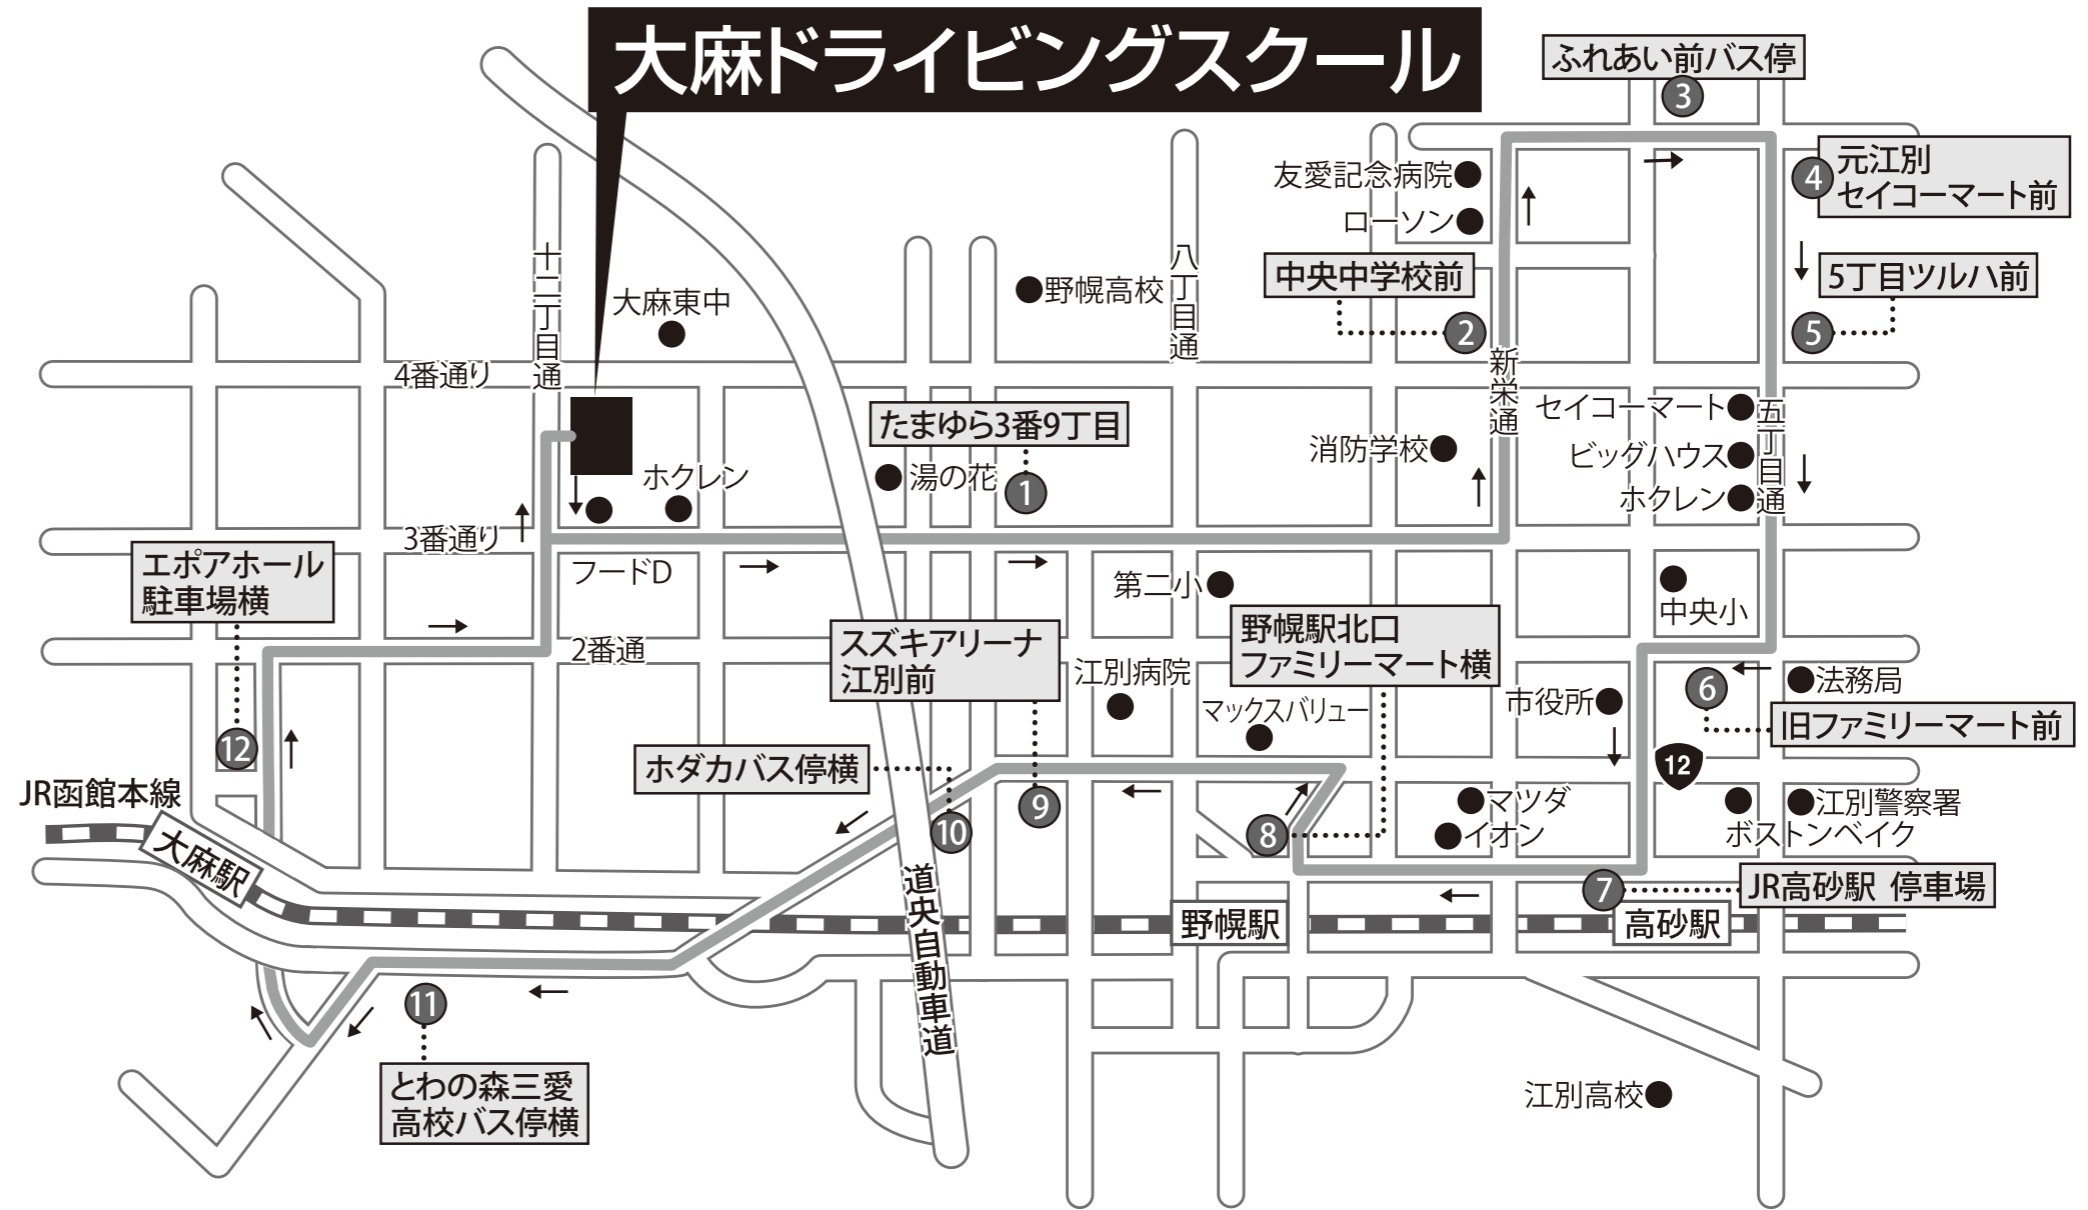 大麻ドライビングスクール
ふれあい前バス停
3
4
元江別
セイコーマート前
友愛記念病院
ローソン
中央中学校前
2
5丁目ツルハ前
5
十二丁目通
大麻東中
野幌高校
八丁目通
4番通り
新栄通
セイコーマート
ビッグハウス
ホクレン
五丁目通
消防学校
たまゆら3番9丁目
湯の花
1
ホクレン
3番通り
フードD
エポアホール
駐車場横
12
2番通
第二小
中央小
スズキアリーナ
江別前
野幌駅北口
ファミリーマート横
江別病院
マックスバリュー
市役所
6
法務局
旧ファミリーマート前
12
ホダカバス停横
9
10
8
マツダ
イオン
江別警察署
ボストンベイク
JR函館本線
大麻駅
道央自動車道
野幌駅
7
JR高砂駅 停車場
高砂駅
11
とわの森三愛
高校バス停横
江別高校